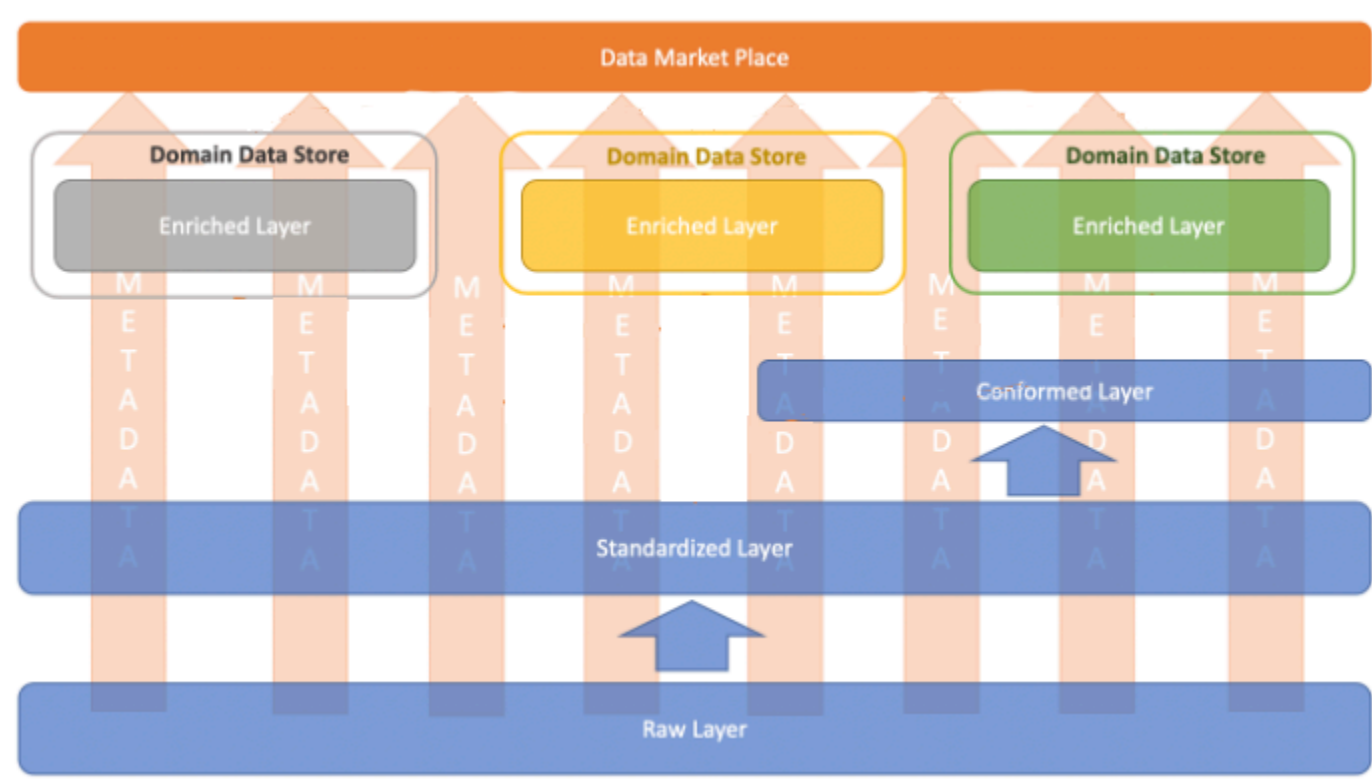 Data Market Place
Domain Data Store
Domain Data Store
Domain Data Store
Enriched Layer
Enriched Layer
Enriched Layer
METADATA
METADATA
METADATA
METADATA
METADATA
METADATA
METADATA
METADATA
Conformed Layer
Standardized Layer
Raw Layer